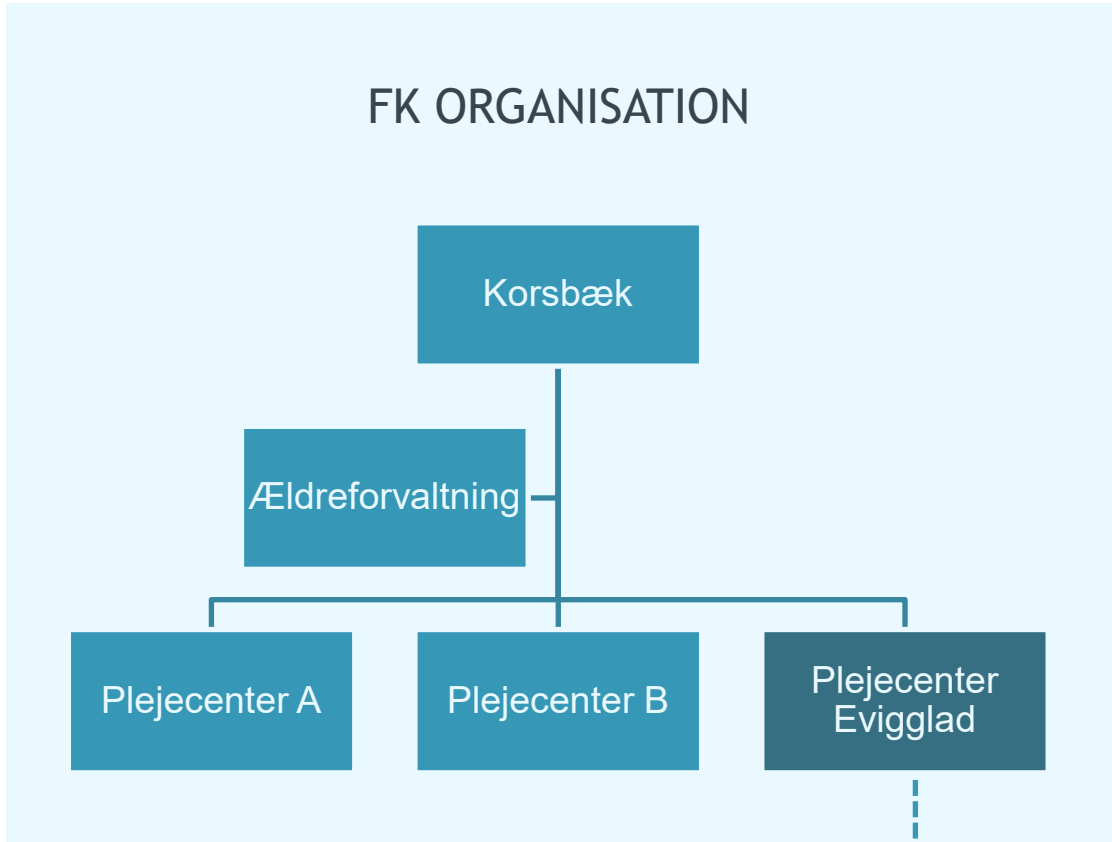 FK ORGANISATION
Korsbæk
Ældreforvaltning
Plejecenter A
Plejecenter B
Plejecenter
Evigglad